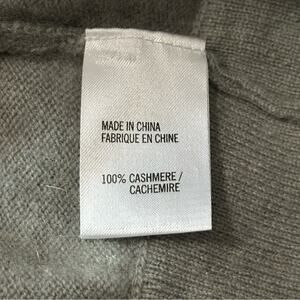 MADE IN CHINA
FABRIQUE EN CHINE
100% CASHMERE /
CACHEMIRE